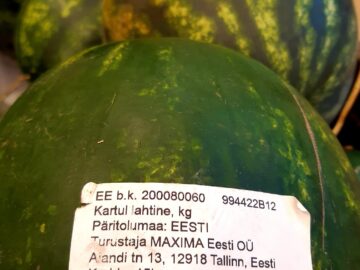 EE b.k. 200080060 994422B12
Kartul lahtine, kg
Päritolumaa: EESTI
Turustaja MAXIMA Eesti OÜ
Aiandi tn 13, 12918 Tallinn, Eesti